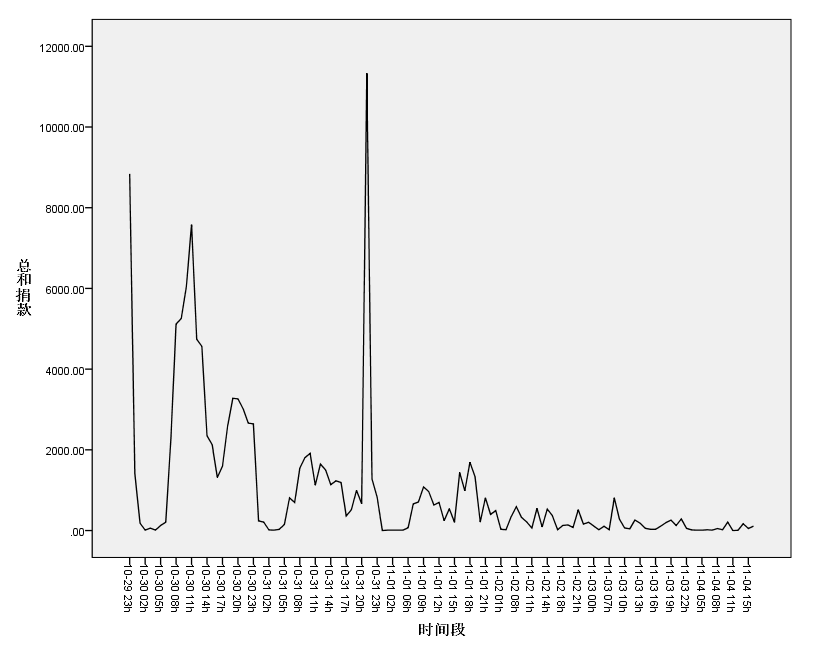 12000.00
10000.00
8000.00
6000.00
4000.00
2000.00
.00
总和捐款
10-29 23h
10-30 02h
10-30 05h
10-30 08h
10-30 11h
10-30 14h
10-30 17h
10-30 20h
10-30 23h
10-31 02h
10-31 05h
10-31 08h
10-31 11h
10-31 14h
10-31 17h
10-31 20h
10-31 23h
11-01 02h
11-01 06h
11-01 09h
11-01 12h
11-01 15h
11-01 18h
11-01 21h
11-02 01h
11-02 08h
11-02 11h
11-02 14h
11-02 18h
11-02 21h
11-03 00h
11-03 07h
11-03 10h
11-03 13h
11-03 16h
11-03 19h
11-03 22h
11-04 05h
11-04 08h
11-04 11h
11-04 15h
时间段